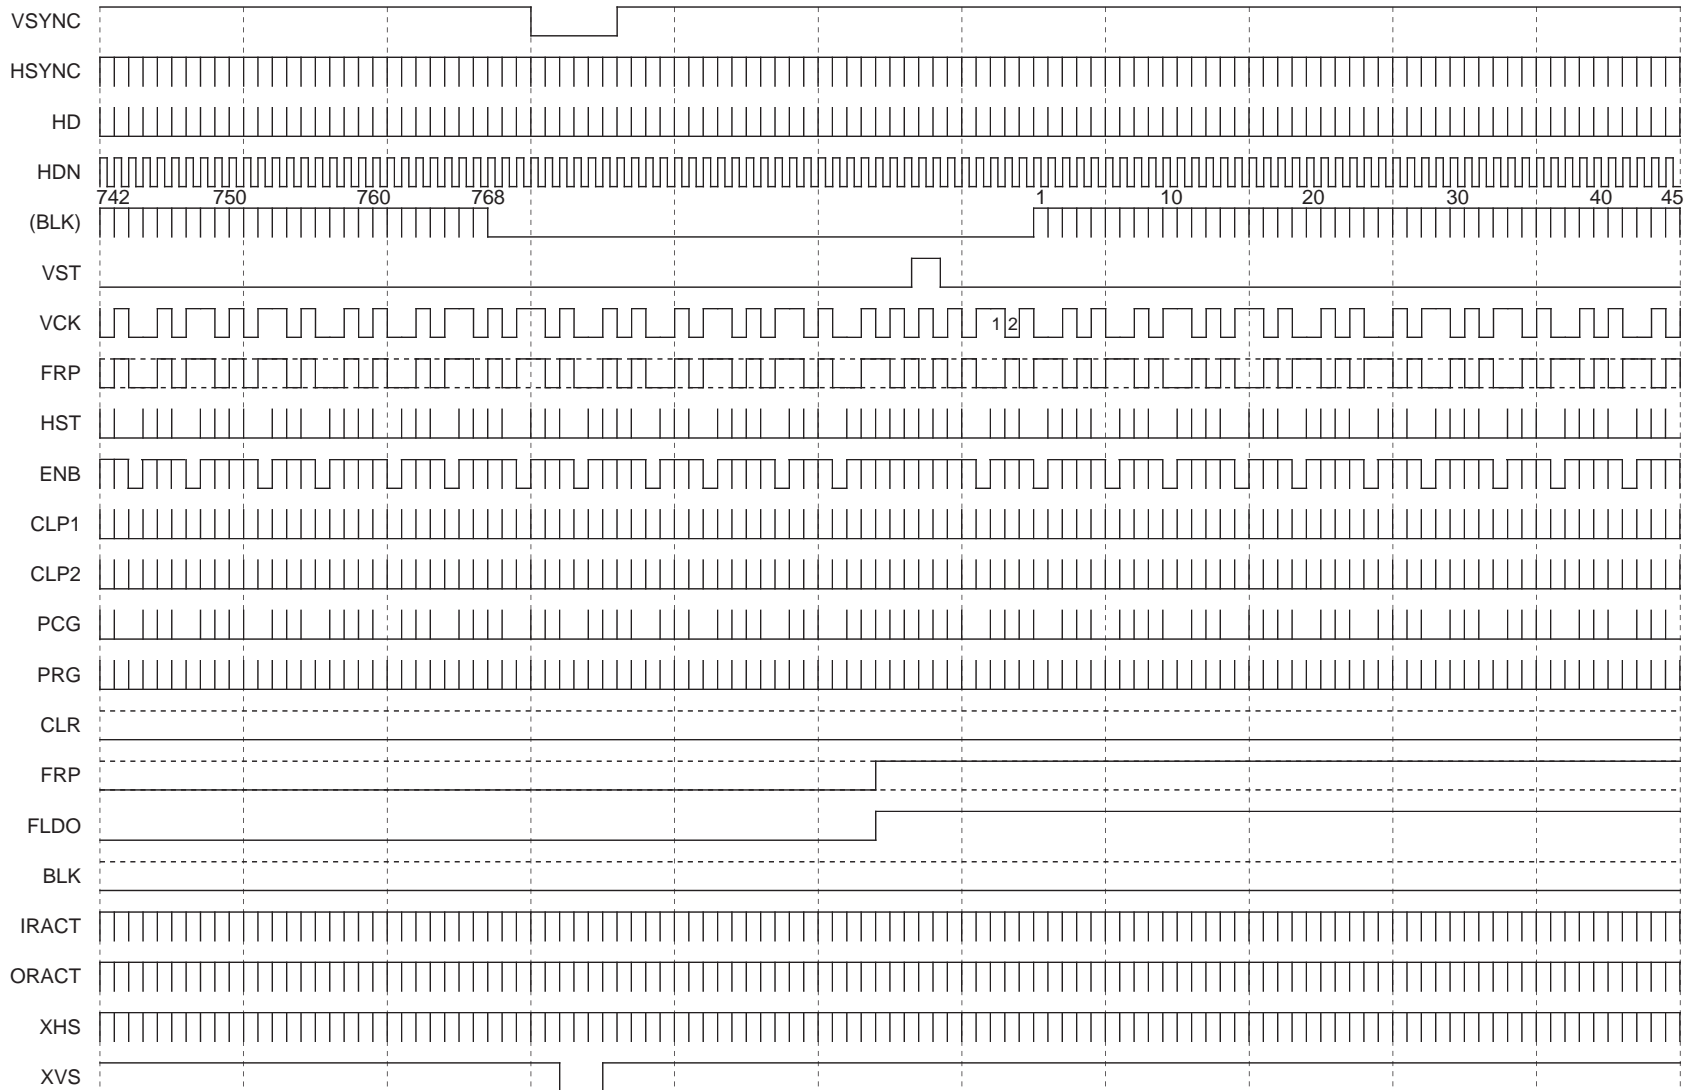 VSYNC
HSYNC
HD
HDN
742 750 760 768 1 10 20 30 40 45
(BLK)
VST
VCK 1 2
FRP
HST
ENB
CLP1
CLP2
PCG
PRG
CLR
FRP
FLDO
BLK
IRACT
ORACT
XHS
XVS